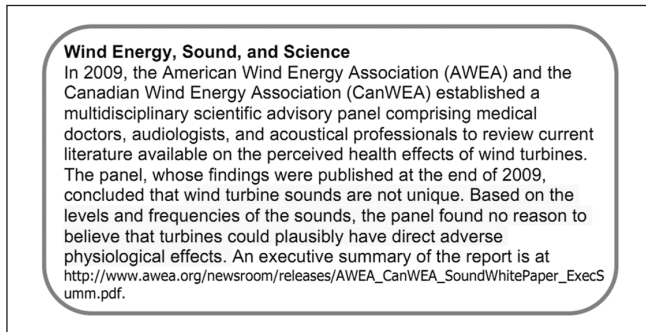 Wind Energy, Sound, and Science
In 2009, the American Wind Energy Association (AWEA) and the
Canadian Wind Energy Association (CanWEA) established a
multidisciplinary scientific advisory panel comprising medical
doctors, audiologists, and acoustical professionals to review current
literature available on the perceived health effects of wind turbines.
The panel, whose findings were published at the end of 2009,
concluded that wind turbine sounds are not unique. Based on the
levels and frequencies of the sounds, the panel found no reason to
believe that turbines could plausibly have direct adverse
physiological effects. An executive summary of the report is at
http://www.awea.org/newsroom/releases/AWEA_CanWEA_SoundWhitePaper_ExecS
umm.pdf.